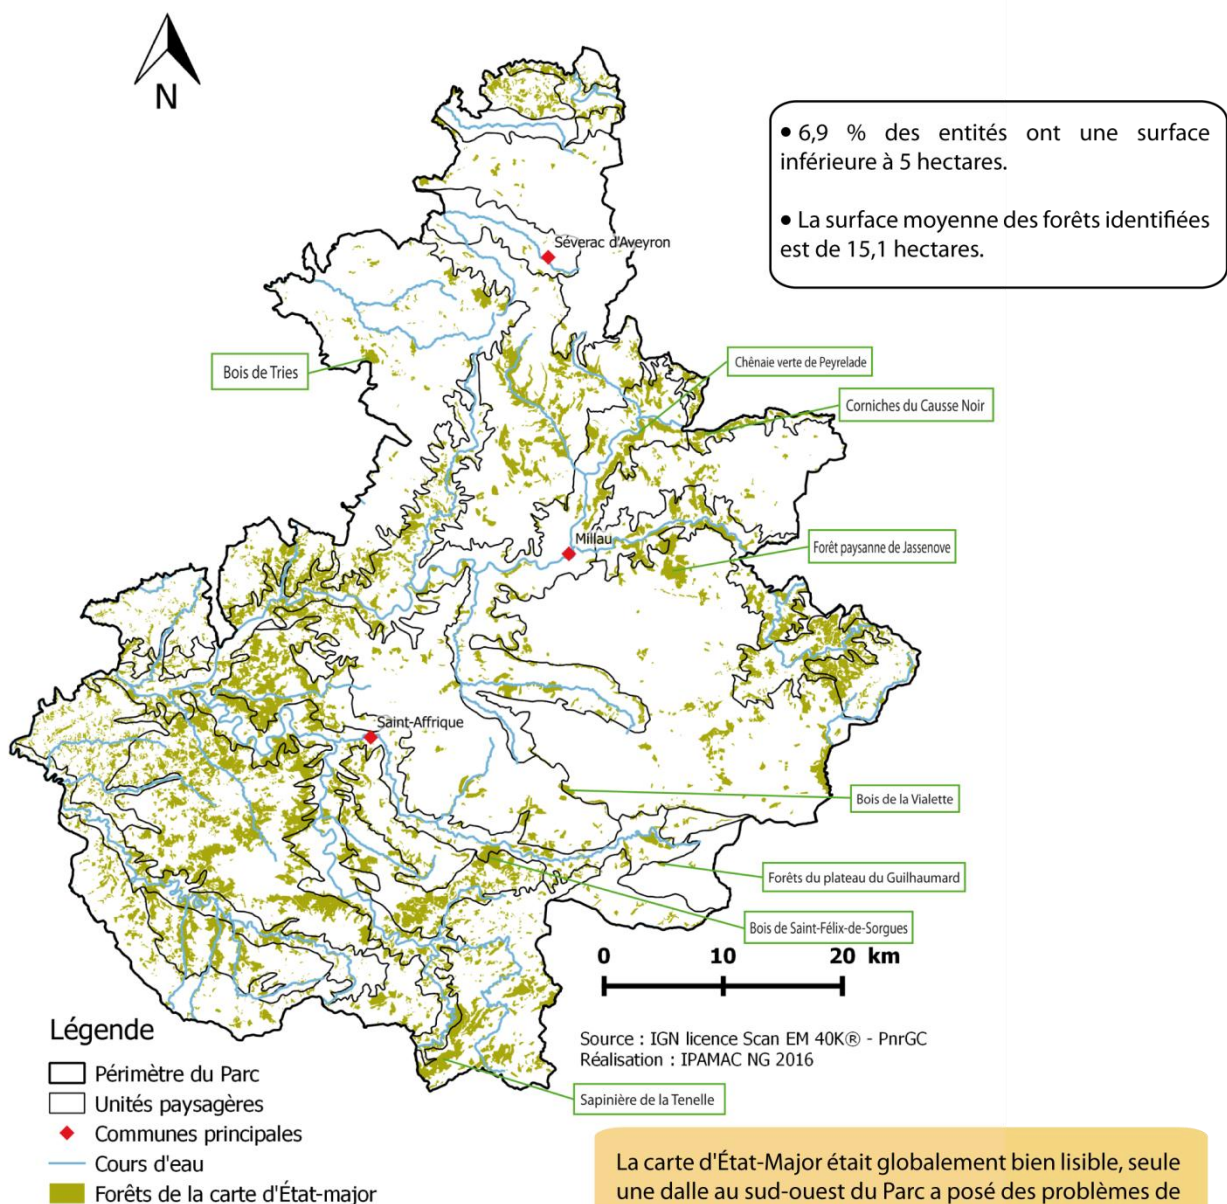 N
• 6,9 % des entités ont une surface
inférieure à 5 hectares.
• La surface moyenne des forêts identifiées
est de 15,1 hectares.
Séverac d'Aveyron
Bois de Tries
Chênaie verte de Peyrelade
Corniches du Causse Noir
Millau
Forêt paysanne de Jassenove
Saint-Affrique
Bois de la Vialette
Forêts du plateau du Guilhaumard
Bois de Saint-Félix-de-Sorgues
0 10 20 km
Légende
Périmètre du Parc
Unités paysagères
Communes principales
Cours d'eau
Forêts de la carte d'État-major
Source : IGN licence Scan EM 40K® - PnrGC
Réalisation : IPAMAC NG 2016
Sapinière de la Tenelle
La carte d'État-Major était globalement bien lisible, seule
une dalle au sud-ouest du Parc a posé des problèmes de